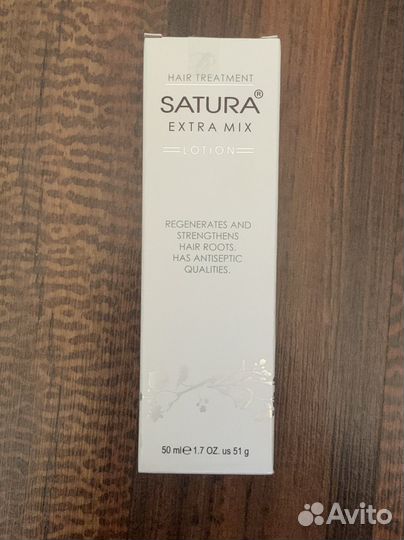 HAIR TREATMENT
SATURA®
EXTRA MIX
LOTION
REGENERATES AND
STRENGTHENS
HAIR ROOTS.
HAS ANTISEPTIC
QUALITIES.
50 ml ℮ 1.7 OZ. us 51 g
Avito